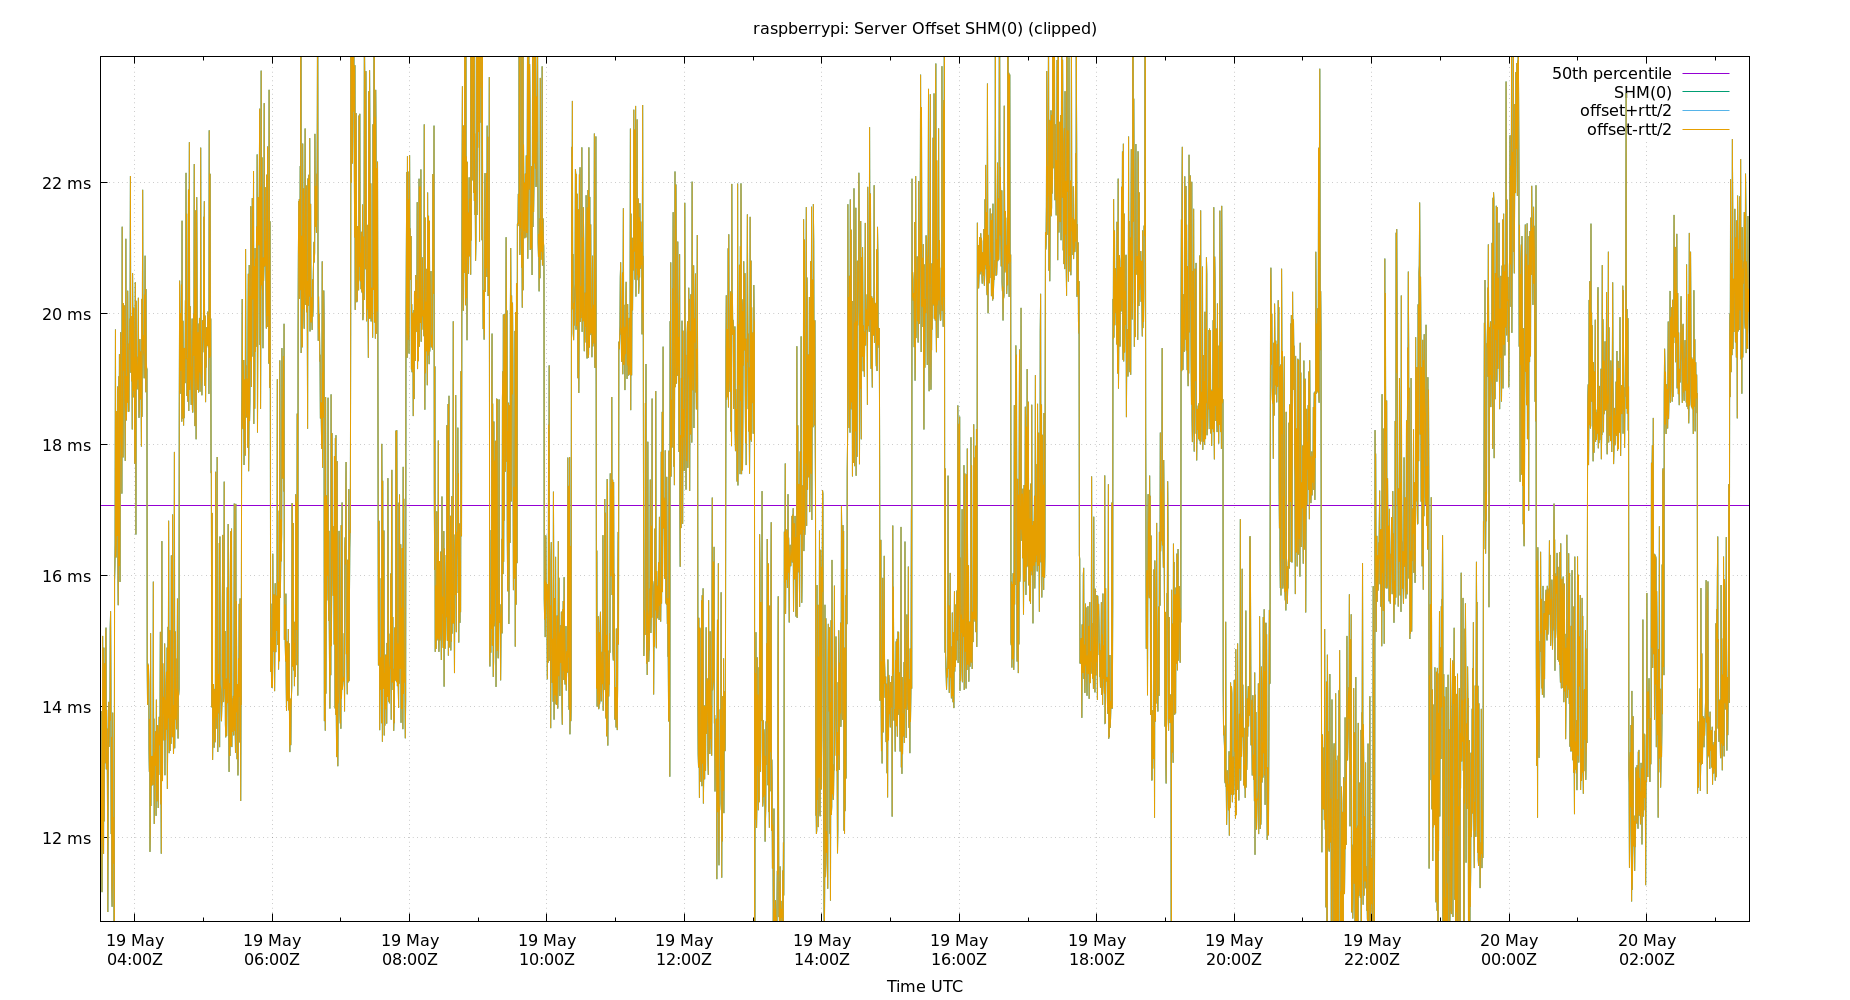 raspberrypi: Server Offset SHM(0) (clipped)
50th percentile
SHM(0)
offset+rtt/2
offset-rtt/2
22 ms
20 ms
18 ms
16 ms
14 ms
12 ms
19 May 19 May 19 May 19 May 19 May 19 May 19 May 19 May 19 May 19 May 20 May 20 May
04:00Z 06:00Z 08:00Z 10:00Z 12:00Z 14:00Z 16:00Z 18:00Z 20:00Z 22:00Z 00:00Z 02:00Z
Time UTC